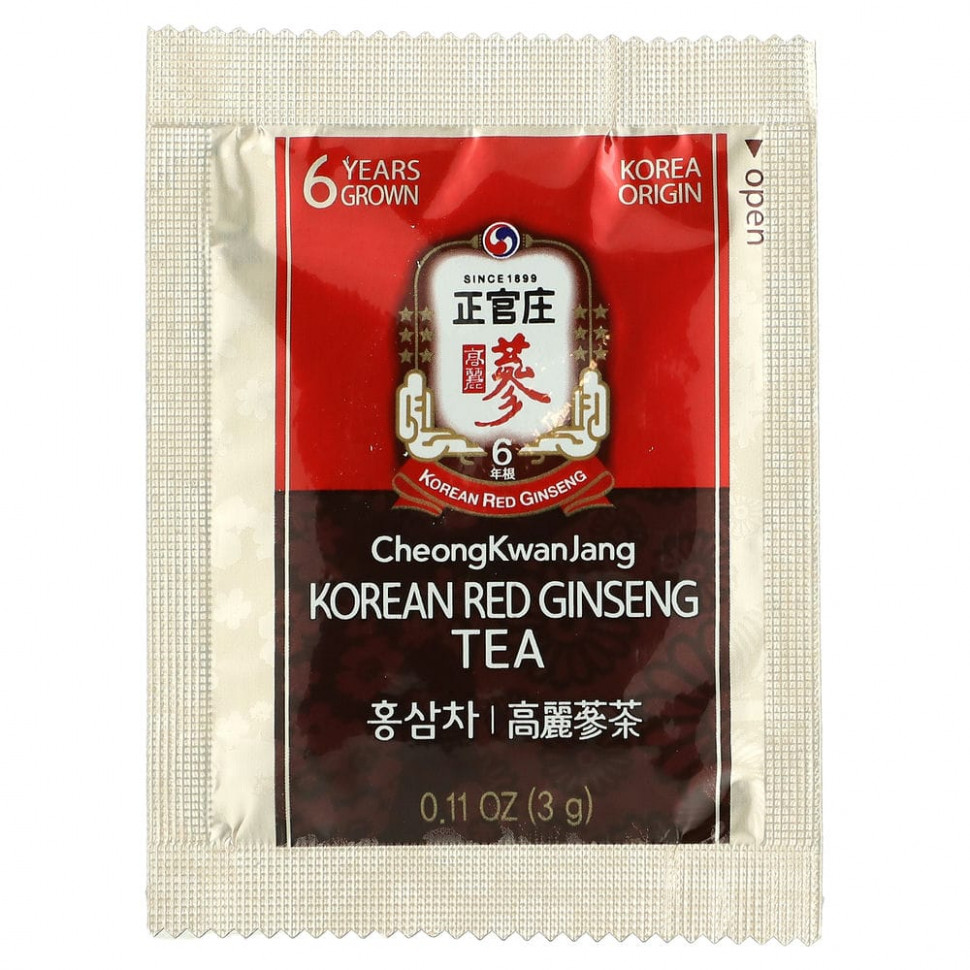 6 YEARS GROWN
KOREA ORIGIN
open
SINCE 1899
正官庄
高麗
蔘
6
年根
KOREAN RED GINSENG
CheongKwanJang
KOREAN RED GINSENG
TEA
홍삼차 | 高麗蔘茶
0.11 OZ (3 g)